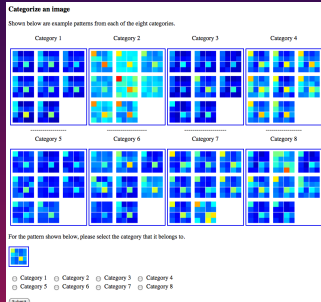 Categorize an image
Shown below are example patterns from each of the eight categories.
Category 1 Category 2 Category 3 Category 4
Category 5 Category 6 Category 7 Category 8
For the pattern shown below, please select the category that it belongs to.
Category 1 Category 2 Category 3 Category 4
Category 5 Category 6 Category 7 Category 8